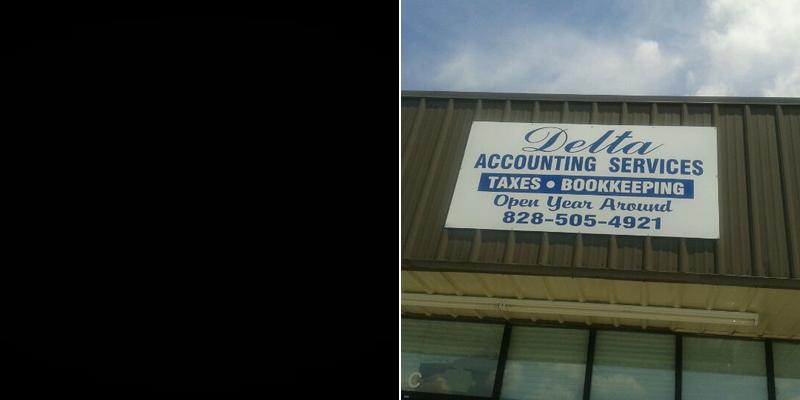 Delta
ACCOUNTING SERVICES
TAXES • BOOKKEEPING
Open Year Around
828-505-4921
C